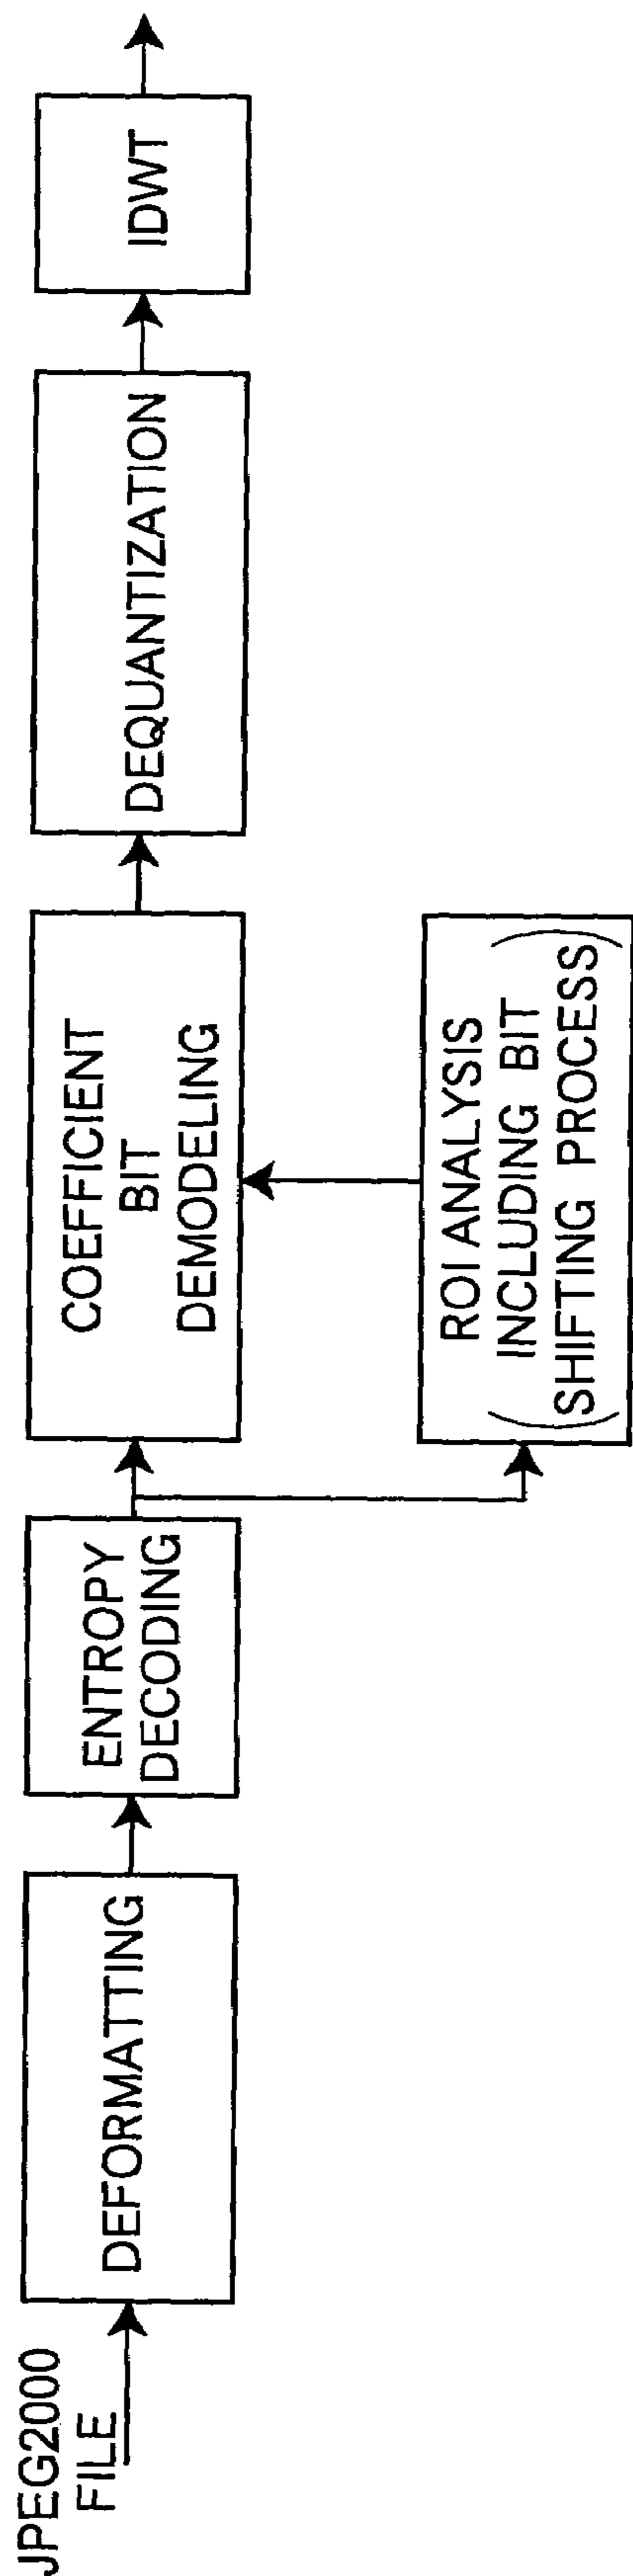 JPEG2000
FILE
DEFORMATTING
ENTROPY
DECODING
COEFFICIENT
BIT
DEMODELING
ROI ANALYSIS
(INCLUDING BIT
SHIFTING PROCESS)
DEQUANTIZATION
IDWT